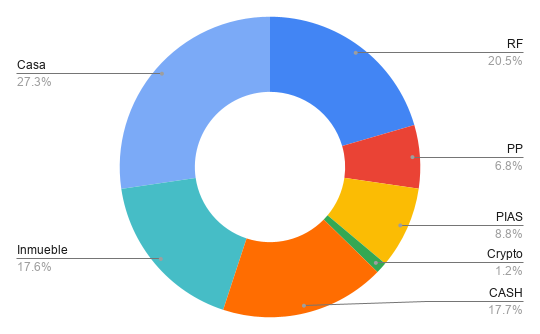 RF
20.5%
Casa
27.3%
PP
6.8%
PIAS
8.8%
Inmueble
17.6%
Crypto
1.2%
CASH
17.7%